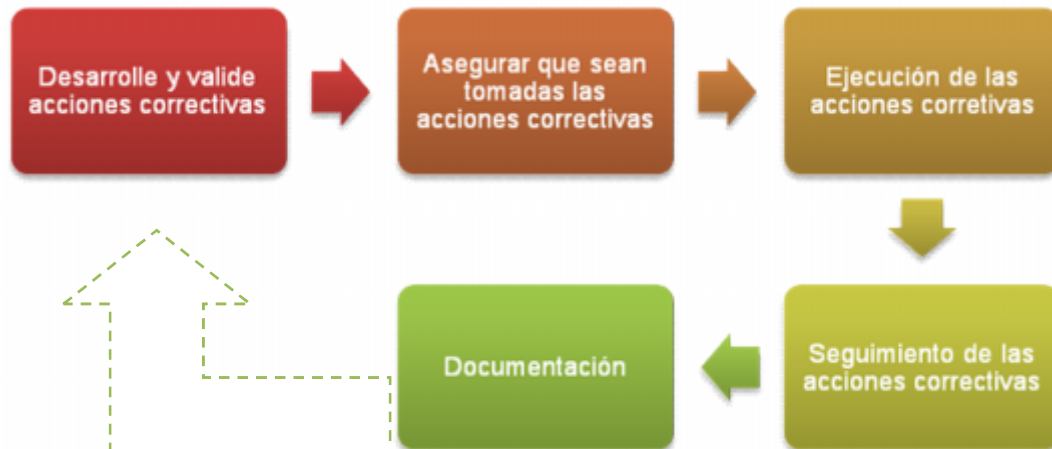 Desarrolle y valide
acciones correctivas
Asegurar que sean
tomadas las
acciones correctivas
Ejecución de las
acciones corretivas
Seguimiento de las
acciones correctivas
Documentación